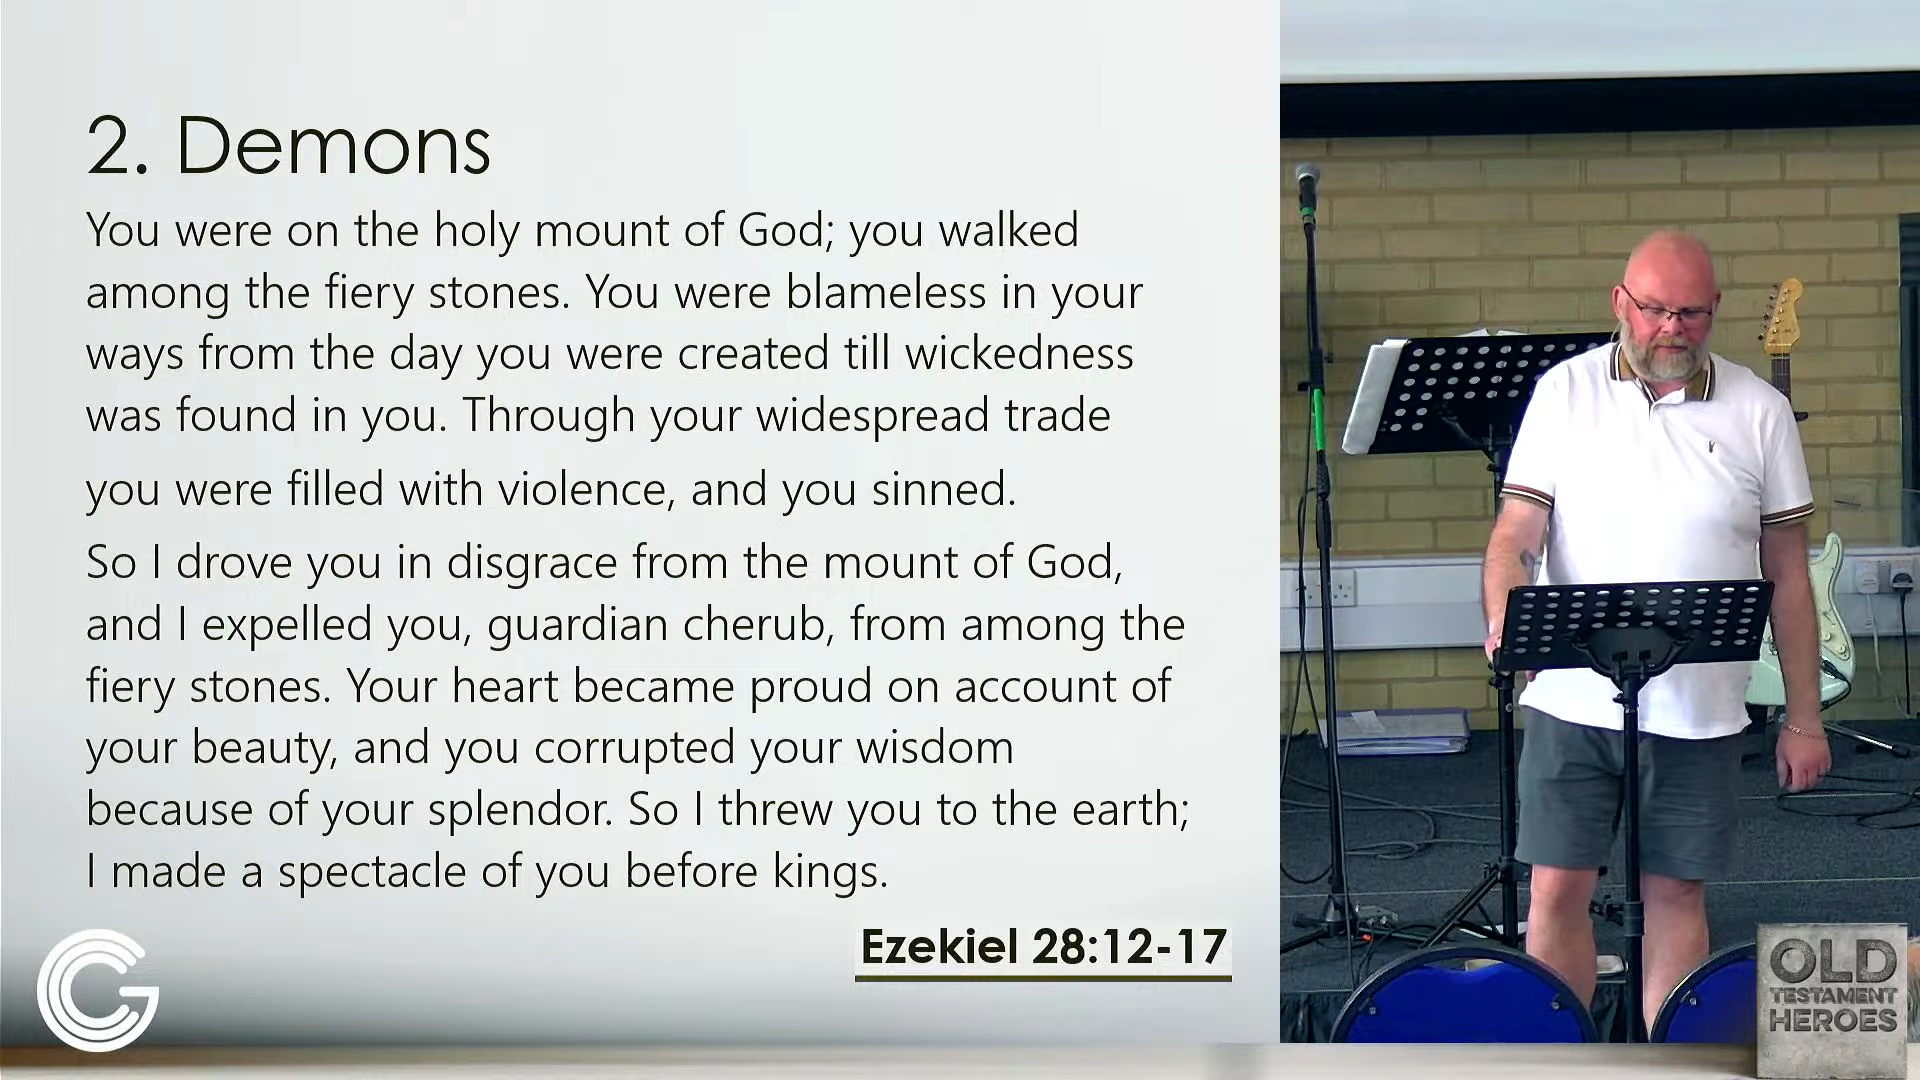 2. Demons
You were on the holy mount of God; you walked
among the fiery stones. You were blameless in your
ways from the day you were created till wickedness
was found in you. Through your widespread trade
you were filled with violence, and you sinned.
So I drove you in disgrace from the mount of God,
and I expelled you, guardian cherub, from among the
fiery stones. Your heart became proud on account of
your beauty, and you corrupted your wisdom
because of your splendor. So I threw you to the earth;
I made a spectacle of you before kings.
Ezekiel 28:12-17
OLD
TESTAMENT
HEROES